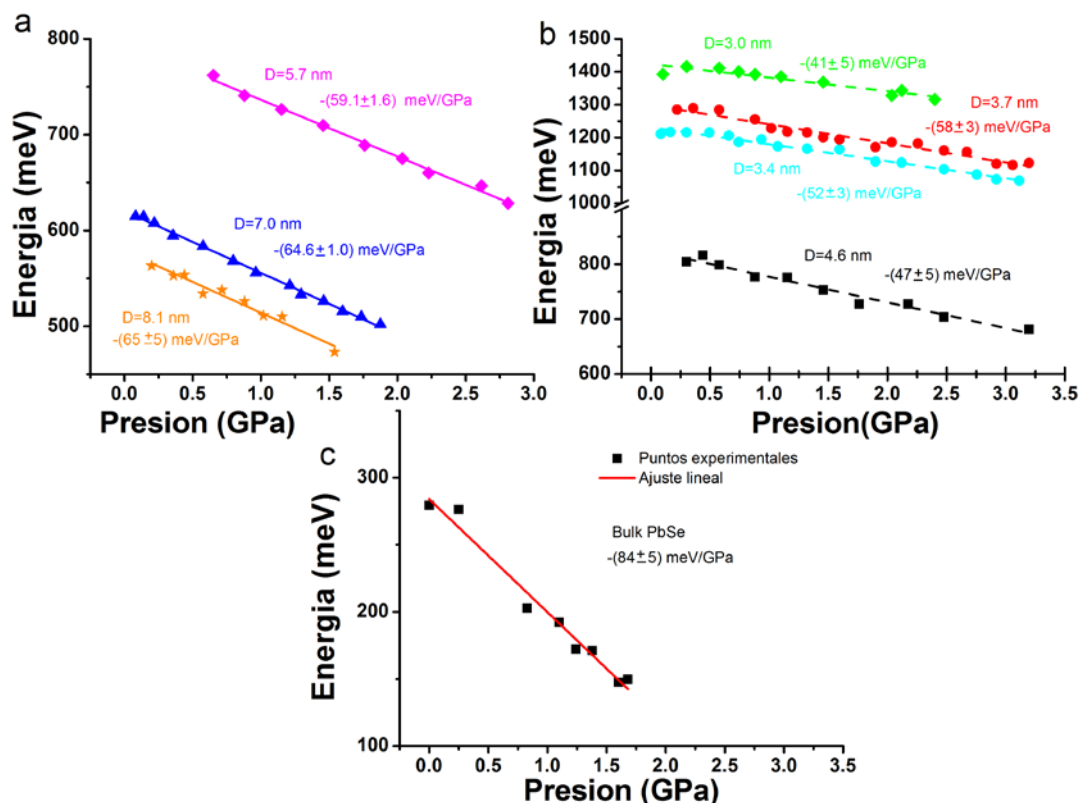 a
Energia (meV)
800
700
600
500
0.0 0.5 1.0 1.5 2.0 2.5 3.0
Presion (GPa)
D=5.7 nm
-(59.1±1.6) meV/GPa
D=7.0 nm
-(64.6±1.0) meV/GPa
D=8.1 nm
-(65 ±5) meV/GPa
b
Energia (meV)
1500
1400
1300
1200
1100
1000
800
700
600
0.0 0.5 1.0 1.5 2.0 2.5 3.0 3.5
Presion(GPa)
D=3.0 nm
-(41±5) meV/GPa
D=3.7 nm
-(58±3) meV/GPa
D=3.4 nm
-(52±3) meV/GPa
D=4.6 nm
-(47±5) meV/GPa
c
Energia (meV)
300
200
100
0.0 0.5 1.0 1.5 2.0 2.5 3.0 3.5
Presion (GPa)
Puntos experimentales
Ajuste lineal
Bulk PbSe
-(84±5) meV/GPa